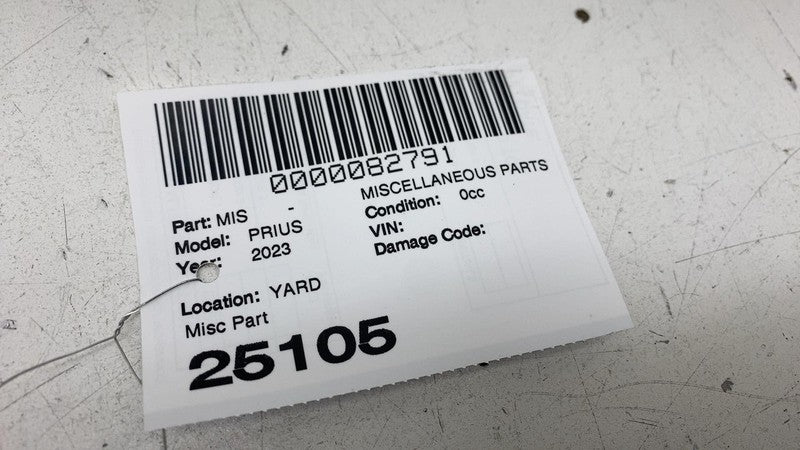 0000082791
Part: MIS - MISCELLANEOUS PARTS
Model: PRIUS Condition: 0cc
Year: 2023 VIN:
Damage Code:
Location: YARD
Misc Part
25105